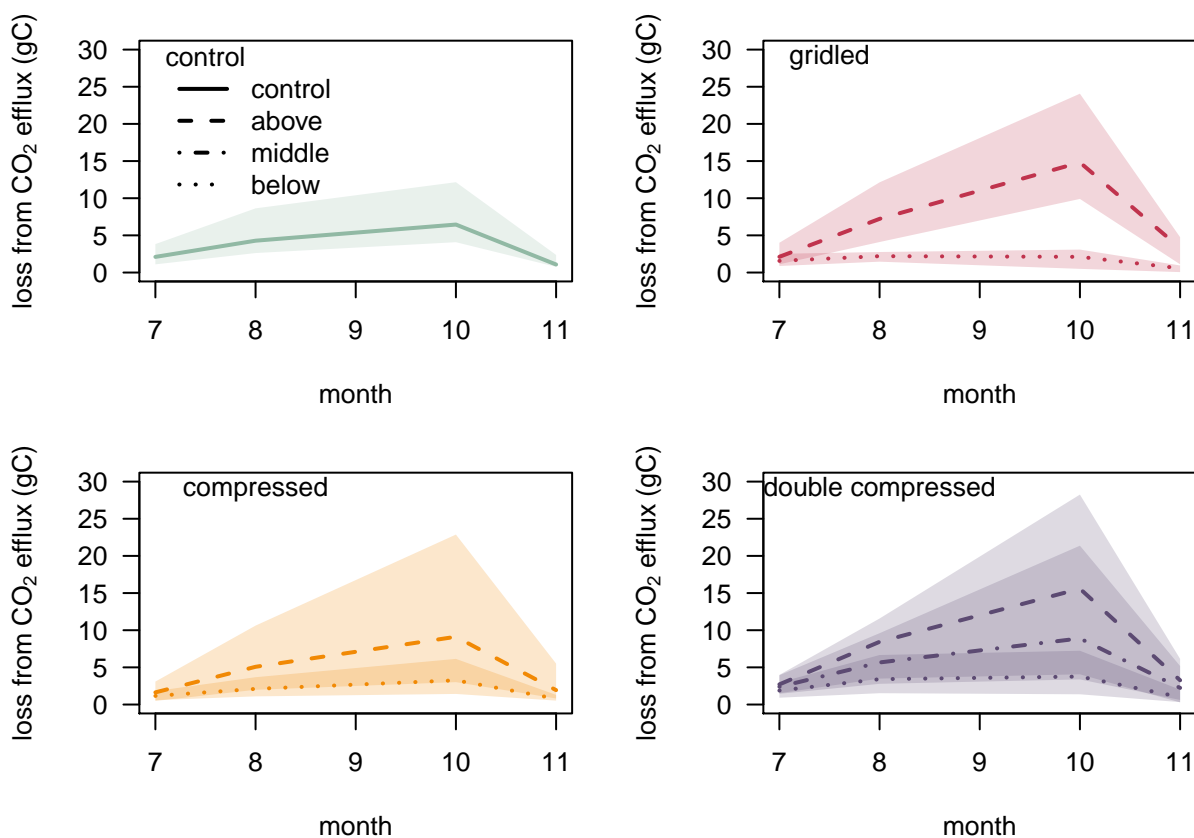 loss from CO₂ efflux (gC)
30
25
20
15
10
5
0
control
control
above
middle
below
7 8 9 10 11
month
loss from CO₂ efflux (gC)
30
25
20
15
10
5
0
gridled
7 8 9 10 11
month
loss from CO₂ efflux (gC)
30
25
20
15
10
5
0
compressed
7 8 9 10 11
month
loss from CO₂ efflux (gC)
30
25
20
15
10
5
0
double compressed
7 8 9 10 11
month